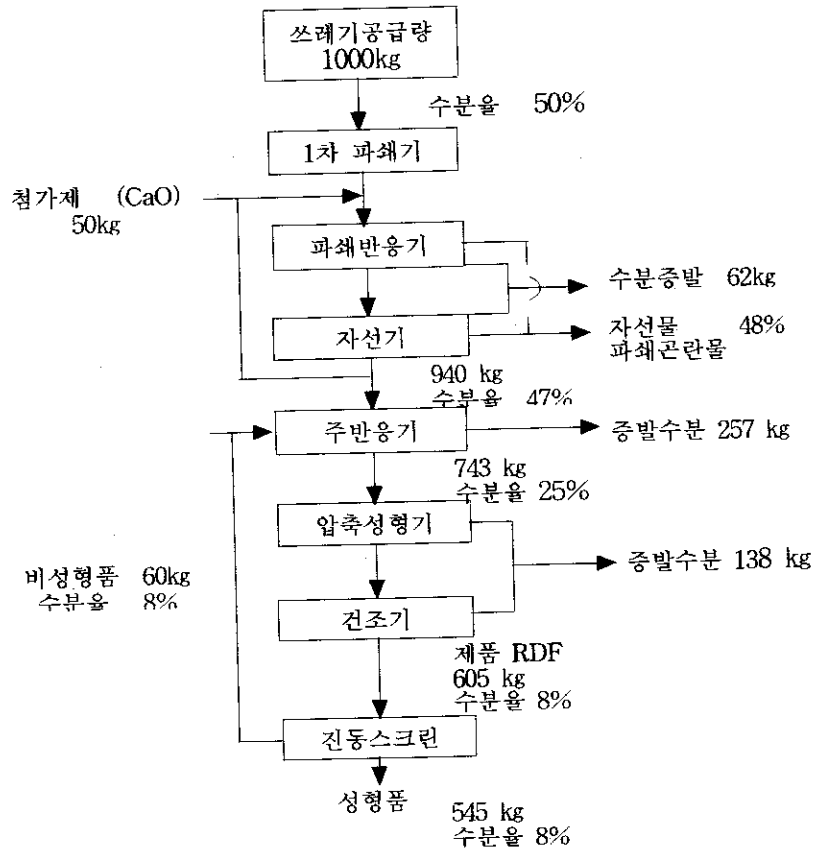 쓰레기공급량
1000kg
수분율 50%
1차 파쇄기
첨가제 (CaO)
50kg
파쇄반응기
수분증발 62kg
자선기
자선물 48%
파쇄곤란물
940 kg
수분율 47%
주반응기
증발수분 257 kg
743 kg
수분율 25%
압축성형기
증발수분 138 kg
비성형품 60kg
수분율 8%
건조기
제품 RDF
605 kg
수분율 8%
진동스크린
성형품
545 kg
수분율 8%